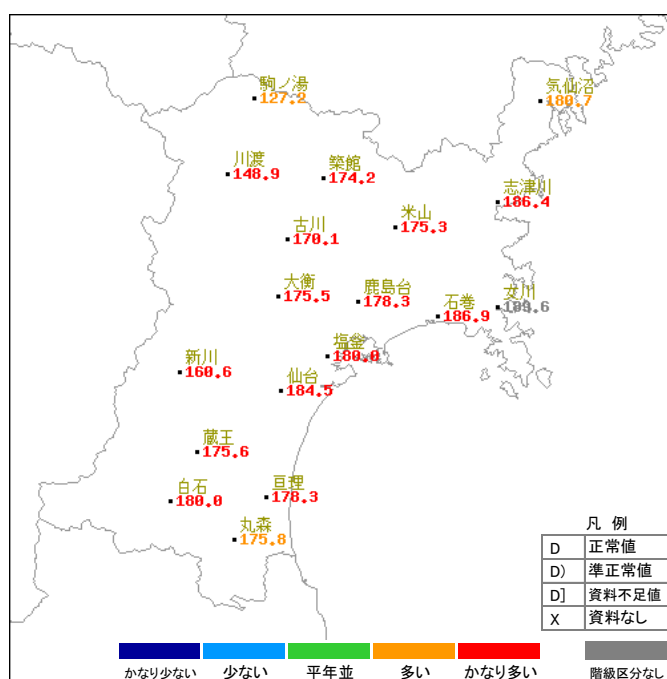 駒ノ湯
127.2
気仙沼
180.7
川渡
148.9
築館
174.2
志津川
186.4
米山
175.3
古川
170.1
大衡
175.5
鹿島台
178.3
石巻
186.9
女川
塩釜
180.0
新川
160.6
仙台
184.5
蔵王
175.6
白石
180.0
亘理
178.3
丸森
175.8
凡 例
D 正常値
D) 準正常値
D] 資料不足値
X 資料なし
かなり少ない 少ない 平年並 多い かなり多い 階級区分なし